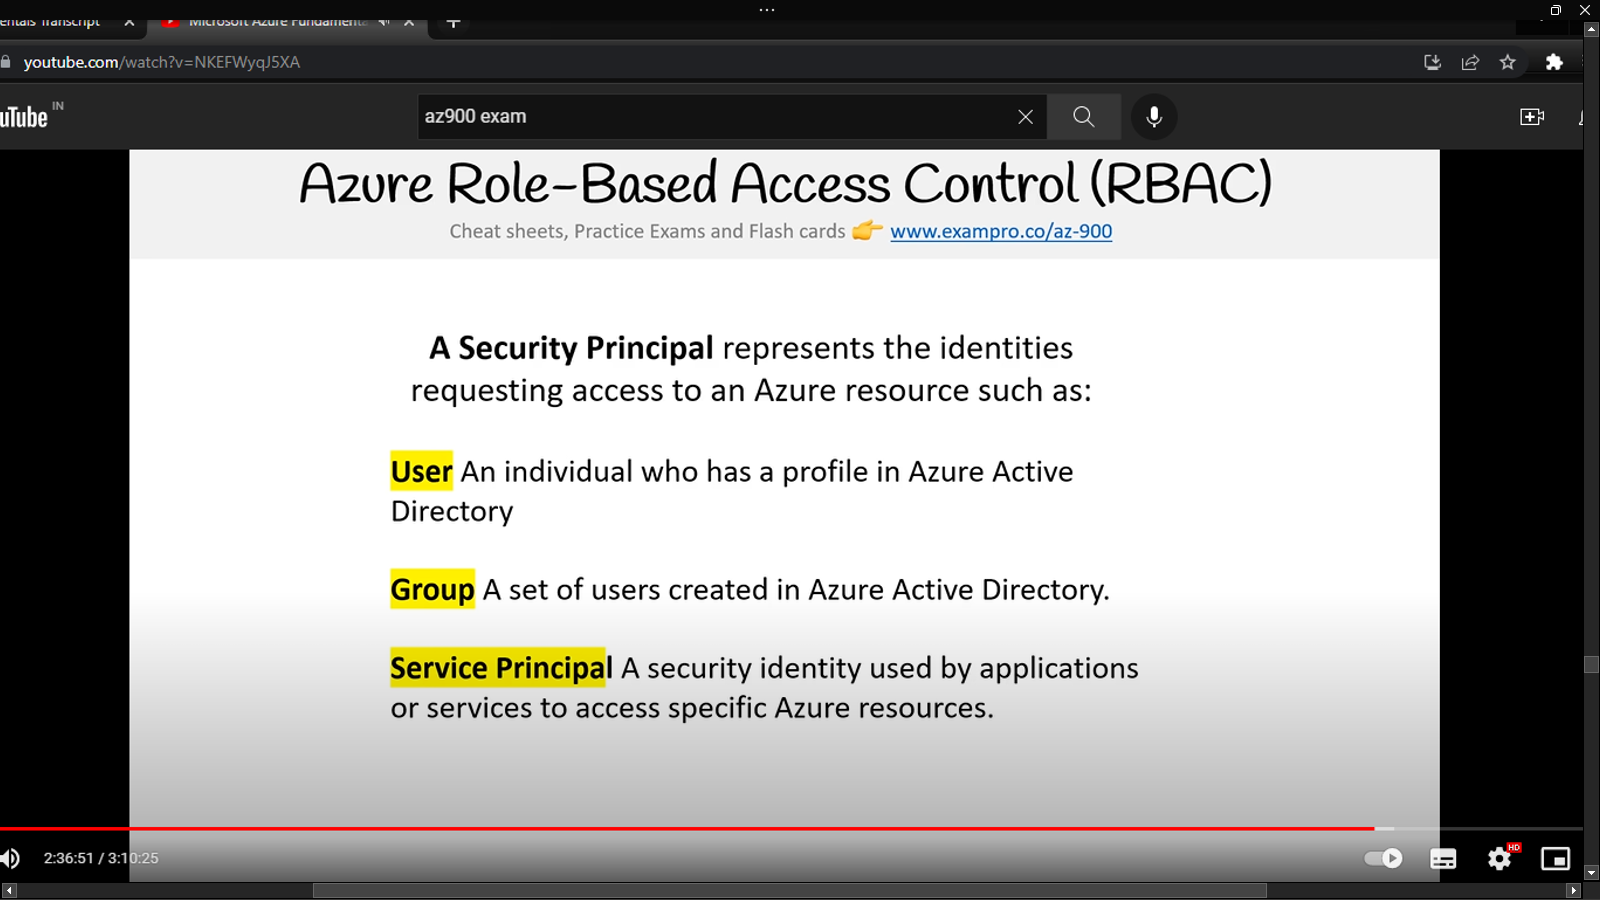 entals Transcript
Microsoft Azure Fundamenta
youtube.com/watch?v=NKEFWyqJ5XA
uTube IN
az900 exam
Azure Role-Based Access Control (RBAC)
Cheat sheets, Practice Exams and Flash cards 👉 www.exampro.co/az-900
A Security Principal represents the identities
requesting access to an Azure resource such as:
User An individual who has a profile in Azure Active
Directory
Group A set of users created in Azure Active Directory.
Service Principal A security identity used by applications
or services to access specific Azure resources.
2:36:51 / 3:10:25
HD